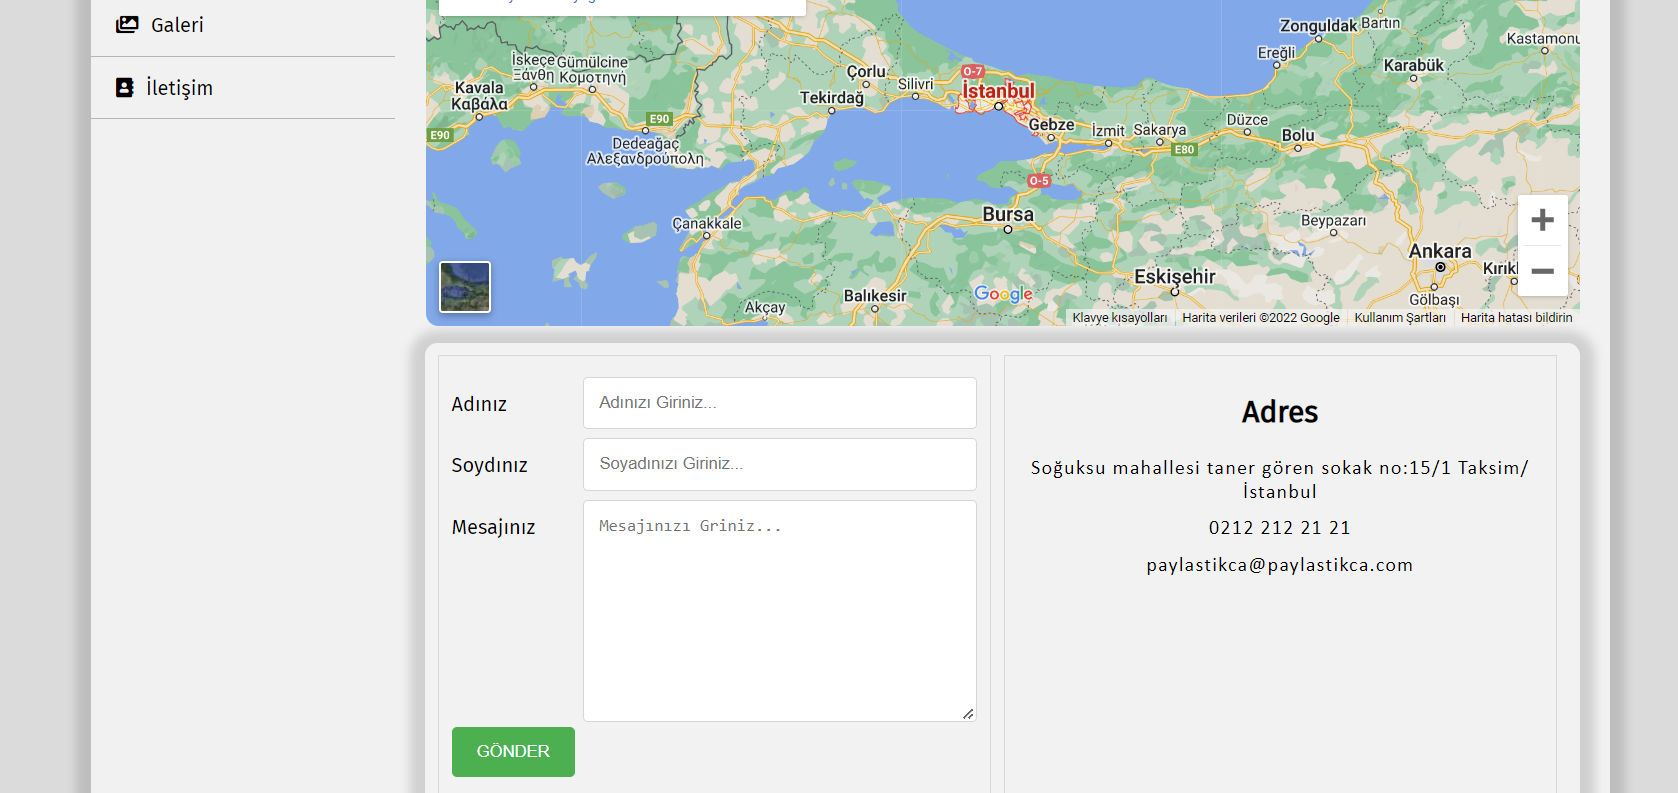 Galeri
İletişim
Zonguldak
Bartın
Kastamonu
Ereğli
Karabük
İskeçe
Ξάνθη
Gümülcine
Κομοτηνή
Çorlu
Silivri
O-7
İstanbul
Kavala
Καβάλα
Tekirdağ
Gebze
İzmit
Sakarya
Düzce
Bolu
E90
E90
E80
Dedeağaç
Αλεξανδρούπολη
O-5
Çanakkale
Bursa
Beypazarı
Ankara
Eskişehir
Gölbaşı
Balıkesir
Akçay
Google
Klavye kısayolları
Harita verileri ©2022 Google
Kullanım Şartları
Harita hatası bildirin
Adınız
Adınızı Giriniz...
Soydınız
Soyadınızı Giriniz...
Mesajınız
Mesajınızı Griniz...
GÖNDER
Adres
Soğuksu mahallesi taner gören sokak no:15/1 Taksim/
İstanbul
0212 212 21 21
paylastikca@paylastikca.com